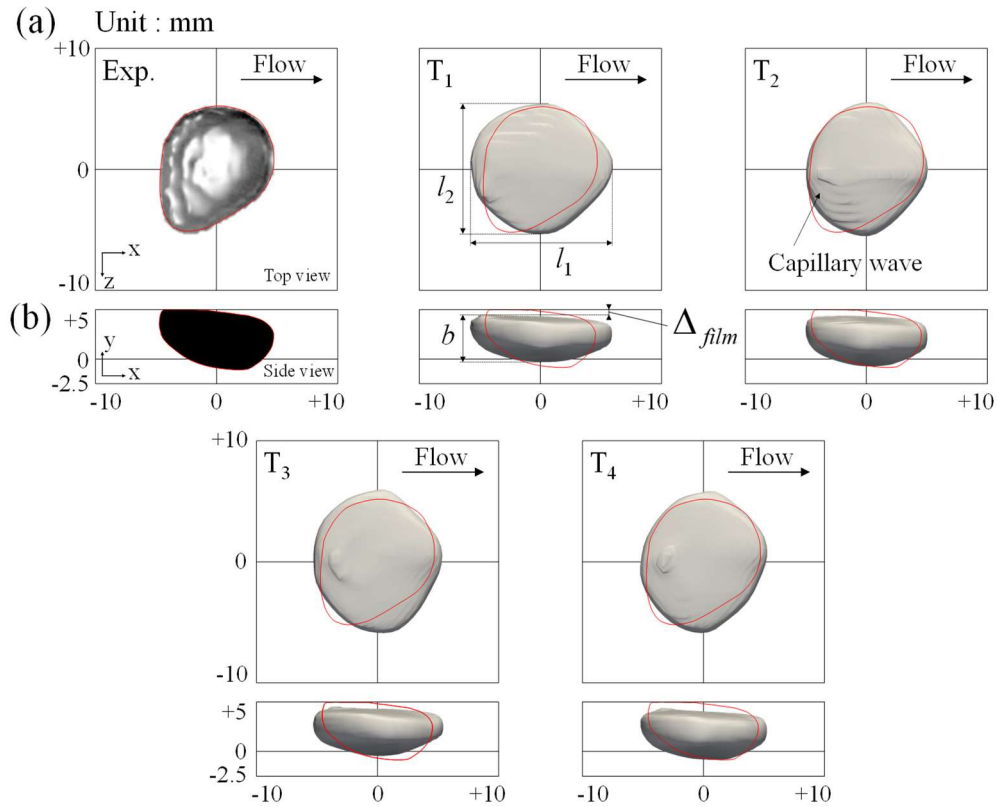 (a) Unit : mm
+10
Exp. Flow T₁ Flow T₂ Flow
0
l₂
l₁
Capillary wave
x
z
-10 Top view
(b)
+5
y
b
Δ film
0
x Side view
-2.5
-10 0 +10 -10 0 +10 -10 0 +10
+10
T₃ Flow T₄ Flow
0
-10
+5
0
-2.5
-10 0 +10 -10 0 +10